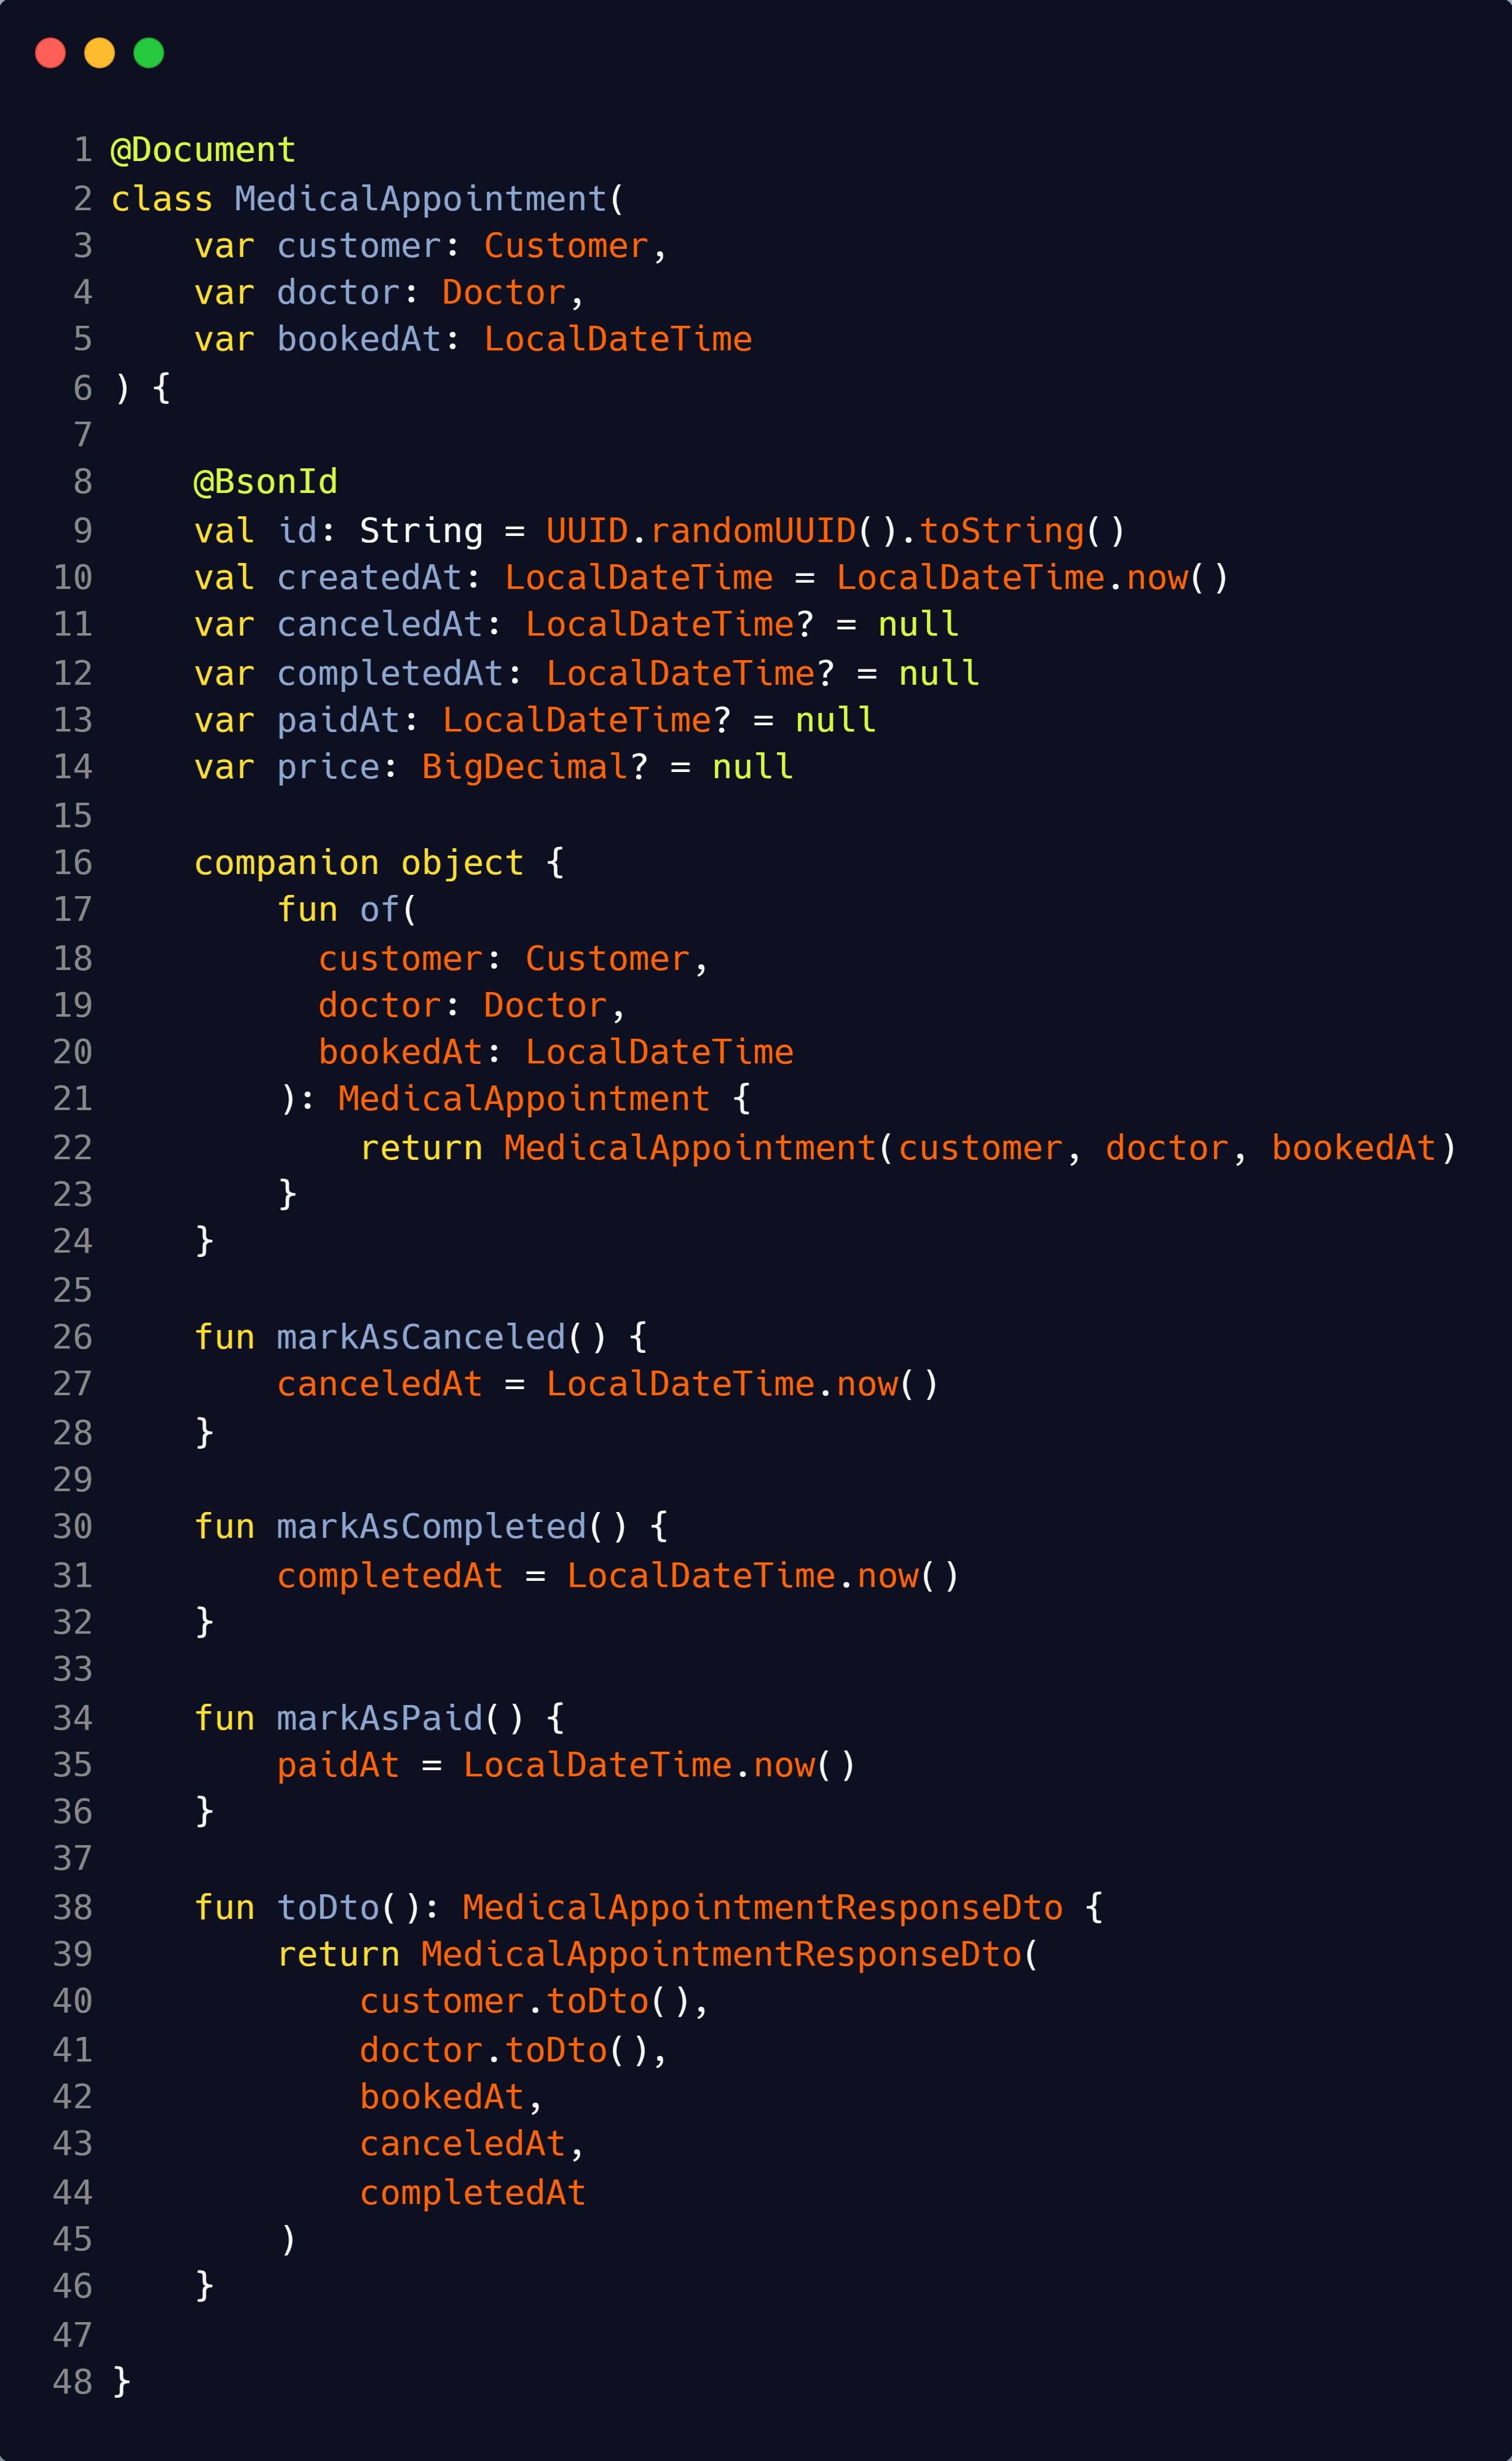 1 @Document
2 class MedicalAppointment(
3     var customer: Customer,
4     var doctor: Doctor,
5     var bookedAt: LocalDateTime
6 ) {
7
8     @BsonId
9     val id: String = UUID.randomUUID().toString()
10     val createdAt: LocalDateTime = LocalDateTime.now()
11     var canceledAt: LocalDateTime? = null
12     var completedAt: LocalDateTime? = null
13     var paidAt: LocalDateTime? = null
14     var price: BigDecimal? = null
15
16     companion object {
17         fun of(
18           customer: Customer,
19           doctor: Doctor,
20           bookedAt: LocalDateTime
21         ): MedicalAppointment {
22             return MedicalAppointment(customer, doctor, bookedAt)
23         }
24     }
25
26     fun markAsCanceled() {
27         canceledAt = LocalDateTime.now()
28     }
29
30     fun markAsCompleted() {
31         completedAt = LocalDateTime.now()
32     }
33
34     fun markAsPaid() {
35         paidAt = LocalDateTime.now()
36     }
37
38     fun toDto(): MedicalAppointmentResponseDto {
39         return MedicalAppointmentResponseDto(
40             customer.toDto(),
41             doctor.toDto(),
42             bookedAt,
43             canceledAt,
44             completedAt
45         )
46     }
47
48 }